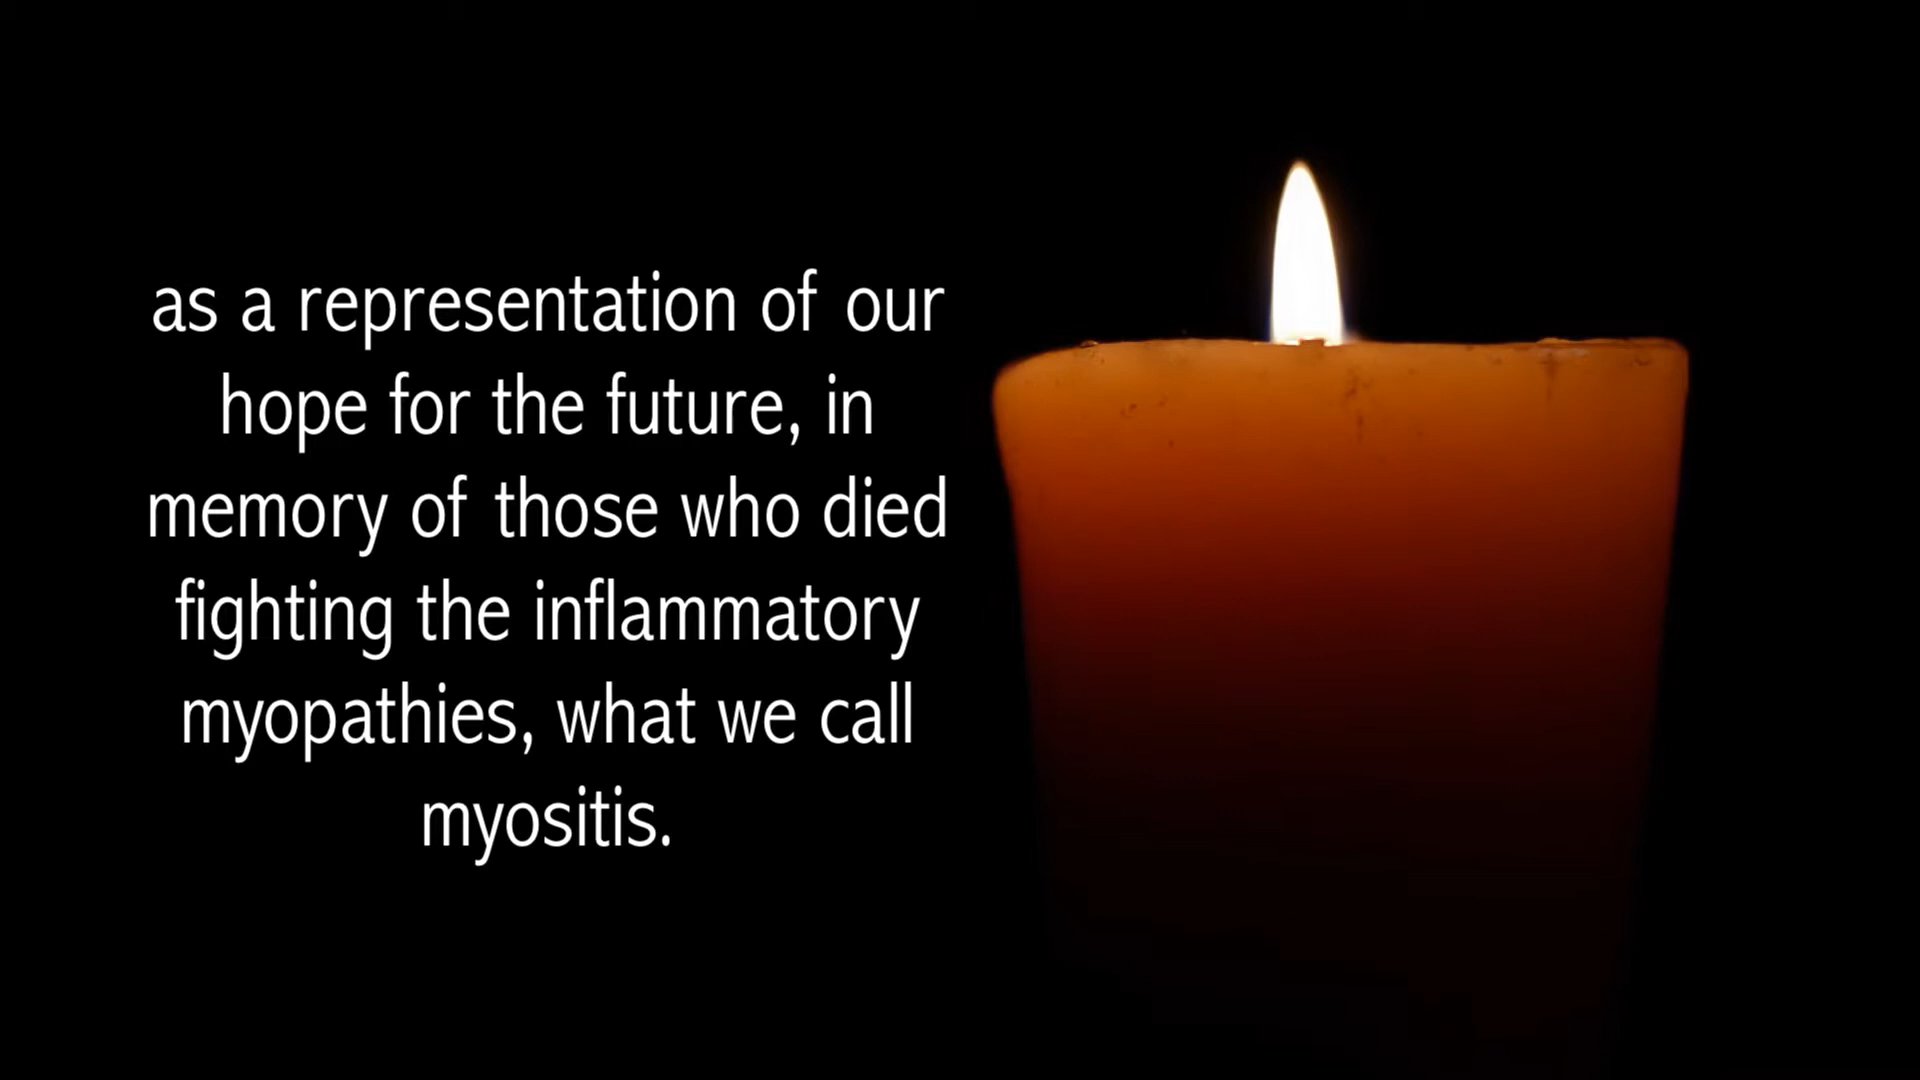 as a representation of our
hope for the future, in
memory of those who died
fighting the inflammatory
myopathies, what we call
myositis.